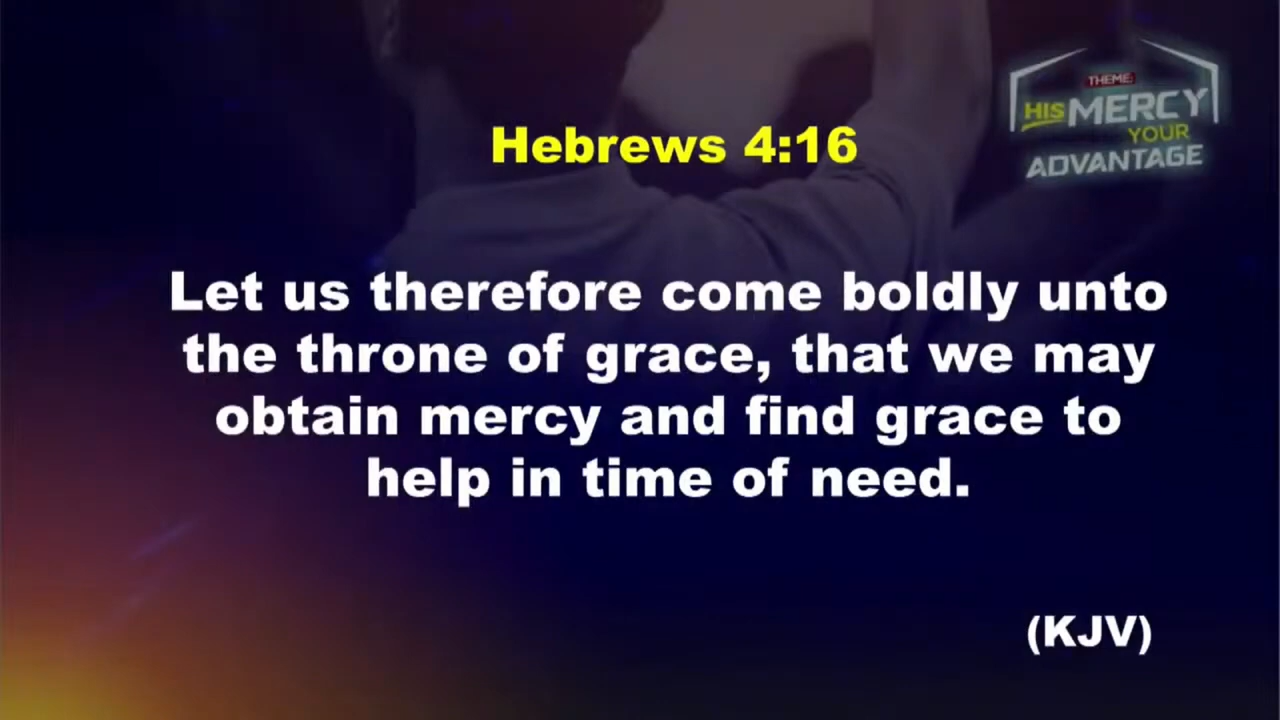 THEME:
HIS MERCY
YOUR
ADVANTAGE
Hebrews 4:16
Let us therefore come boldly unto
the throne of grace, that we may
obtain mercy and find grace to
help in time of need.
(KJV)